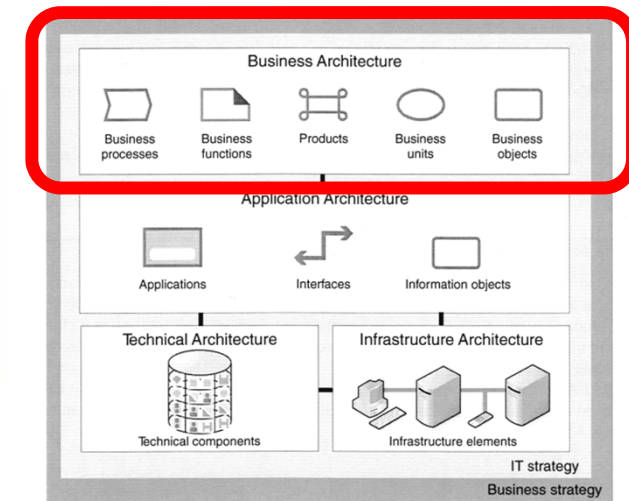 Business Architecture
Business processes
Business functions
Products
Business units
Business objects
Application Architecture
Applications
Interfaces
Information objects
Technical Architecture
Technical components
Infrastructure Architecture
Infrastructure elements
IT strategy
Business strategy